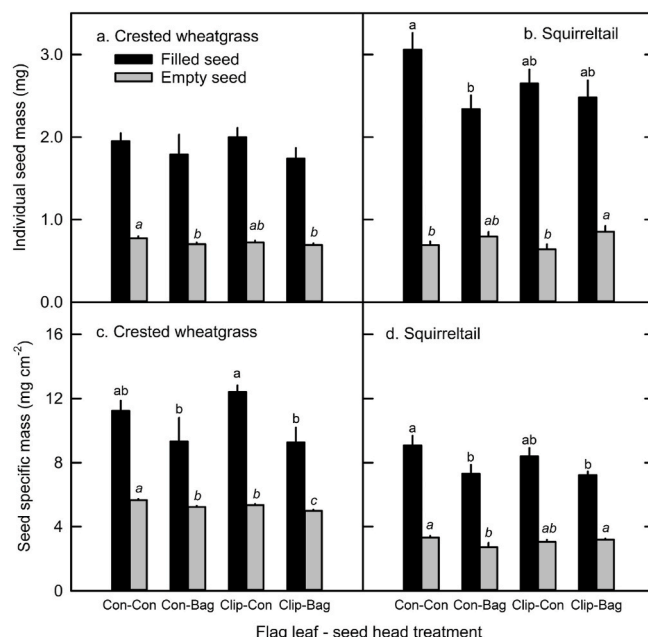 a. Crested wheatgrass
Filled seed
Empty seed
b. Squirreltail
Individual seed mass (mg)
3.0
2.0
1.0
0.0
a
b
ab
a
b
ab
b
a
ab
ab
b
a
c. Crested wheatgrass
d. Squirreltail
Seed specific mass (mg cm-2)
16
12
8
4
0
ab
b
a
b
a
b
b
c
a
b
ab
b
a
b
ab
a
Con-Con Con-Bag Clip-Con Clip-Bag Con-Con Con-Bag Clip-Con Clip-Bag
Flag leaf - seed head treatment